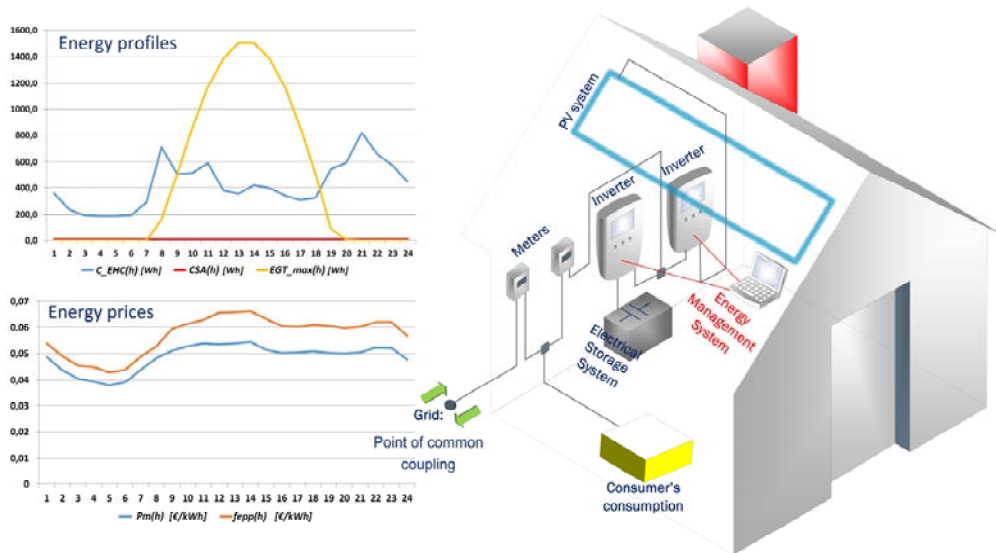 Energy profiles
1600,0
1400,0
1200,0
1000,0
800,0
600,0
400,0
200,0
0,0
1 2 3 4 5 6 7 8 9 10 11 12 13 14 15 16 17 18 19 20 21 22 23 24
C_EHC(h) [Wh] CSA(h) [Wh] EGT_max(h) [Wh]
Energy prices
0,07
0,06
0,05
0,04
0,03
0,02
0,01
0
1 2 3 4 5 6 7 8 9 10 11 12 13 14 15 16 17 18 19 20 21 22 23 24
Pm(h) [€/kWh] fepp(h) [€/kWh]
PV system
Inverter
Inverter
Meters
Energy
Management
System
Electrical
Storage
System
Grid:
Point of common
coupling
Consumer's
consumption